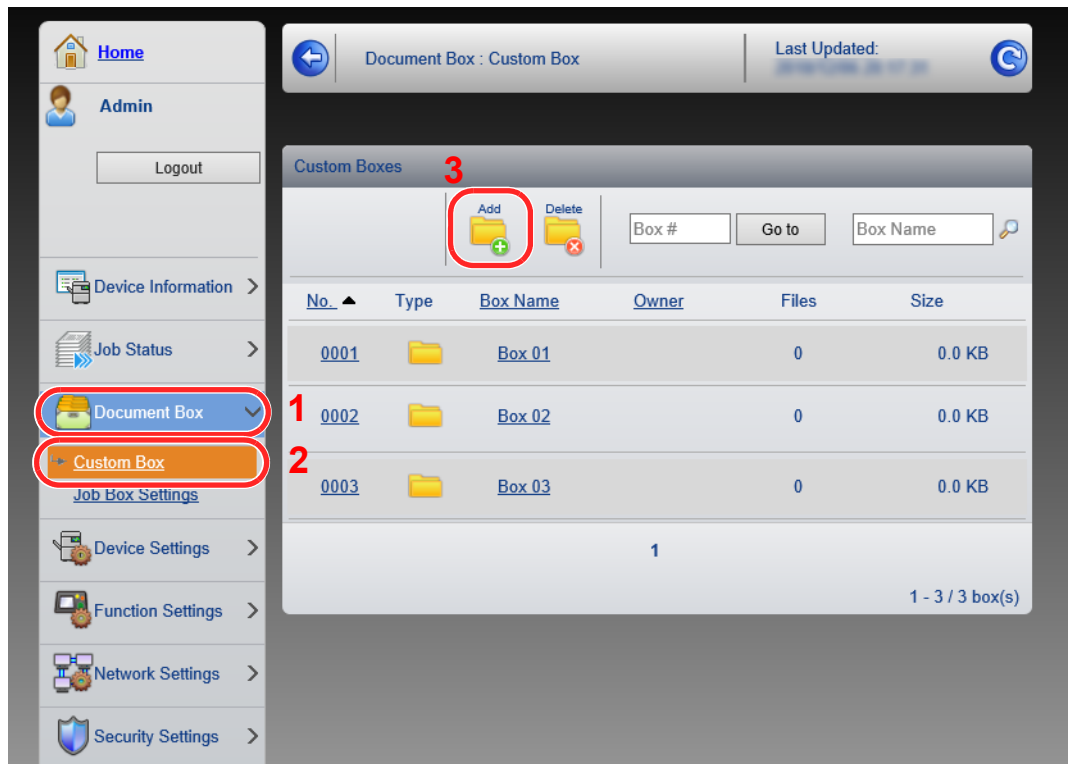 Home
Admin
Logout
Device Information
Job Status
Document Box
Custom Box
Job Box Settings
Device Settings
Function Settings
Network Settings
Security Settings
1
2
Document Box : Custom Box
Last Updated:
Custom Boxes
3
Add Delete
Box # Go to Box Name
No. ▲ Type Box Name Owner Files Size
0001 Box 01 0 0.0 KB
0002 Box 02 0 0.0 KB
0003 Box 03 0 0.0 KB
1
1 - 3 / 3 box(s)